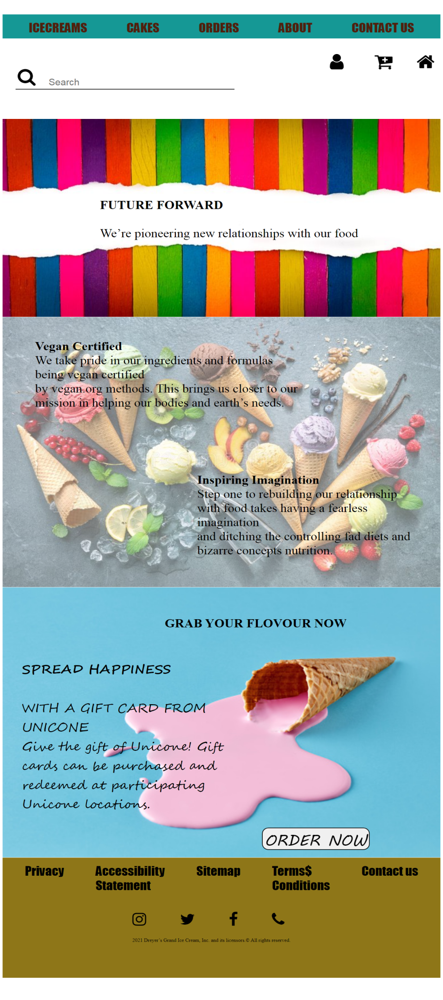 ICECREAMS CAKES ORDERS ABOUT CONTACT US
Search
FUTURE FORWARD
We’re pioneering new relationships with our food
Vegan Certified
We take pride in our ingredients and formulas
being vegan certified
by vegan.org methods. This brings us closer to our
mission in helping our bodies and earth’s needs.
Inspiring Imagination
Step one to rebuilding our relationship
with food takes having a fearless
imagination
and ditching the controlling fad diets and
bizarre concepts nutrition.
GRAB YOUR FLOVOUR NOW
SPREAD HAPPINESS
WITH A GIFT CARD FROM
UNICONE
Give the gift of Unicone! Gift
cards can be purchased and
redeemed at participating
Unicone locations.
ORDER NOW
Privacy Accessibility Sitemap Terms$ Contact us
Statement Conditions
2021 Dreyer’s Grand Ice Cream, Inc. and its licensors.© All rights reserved.